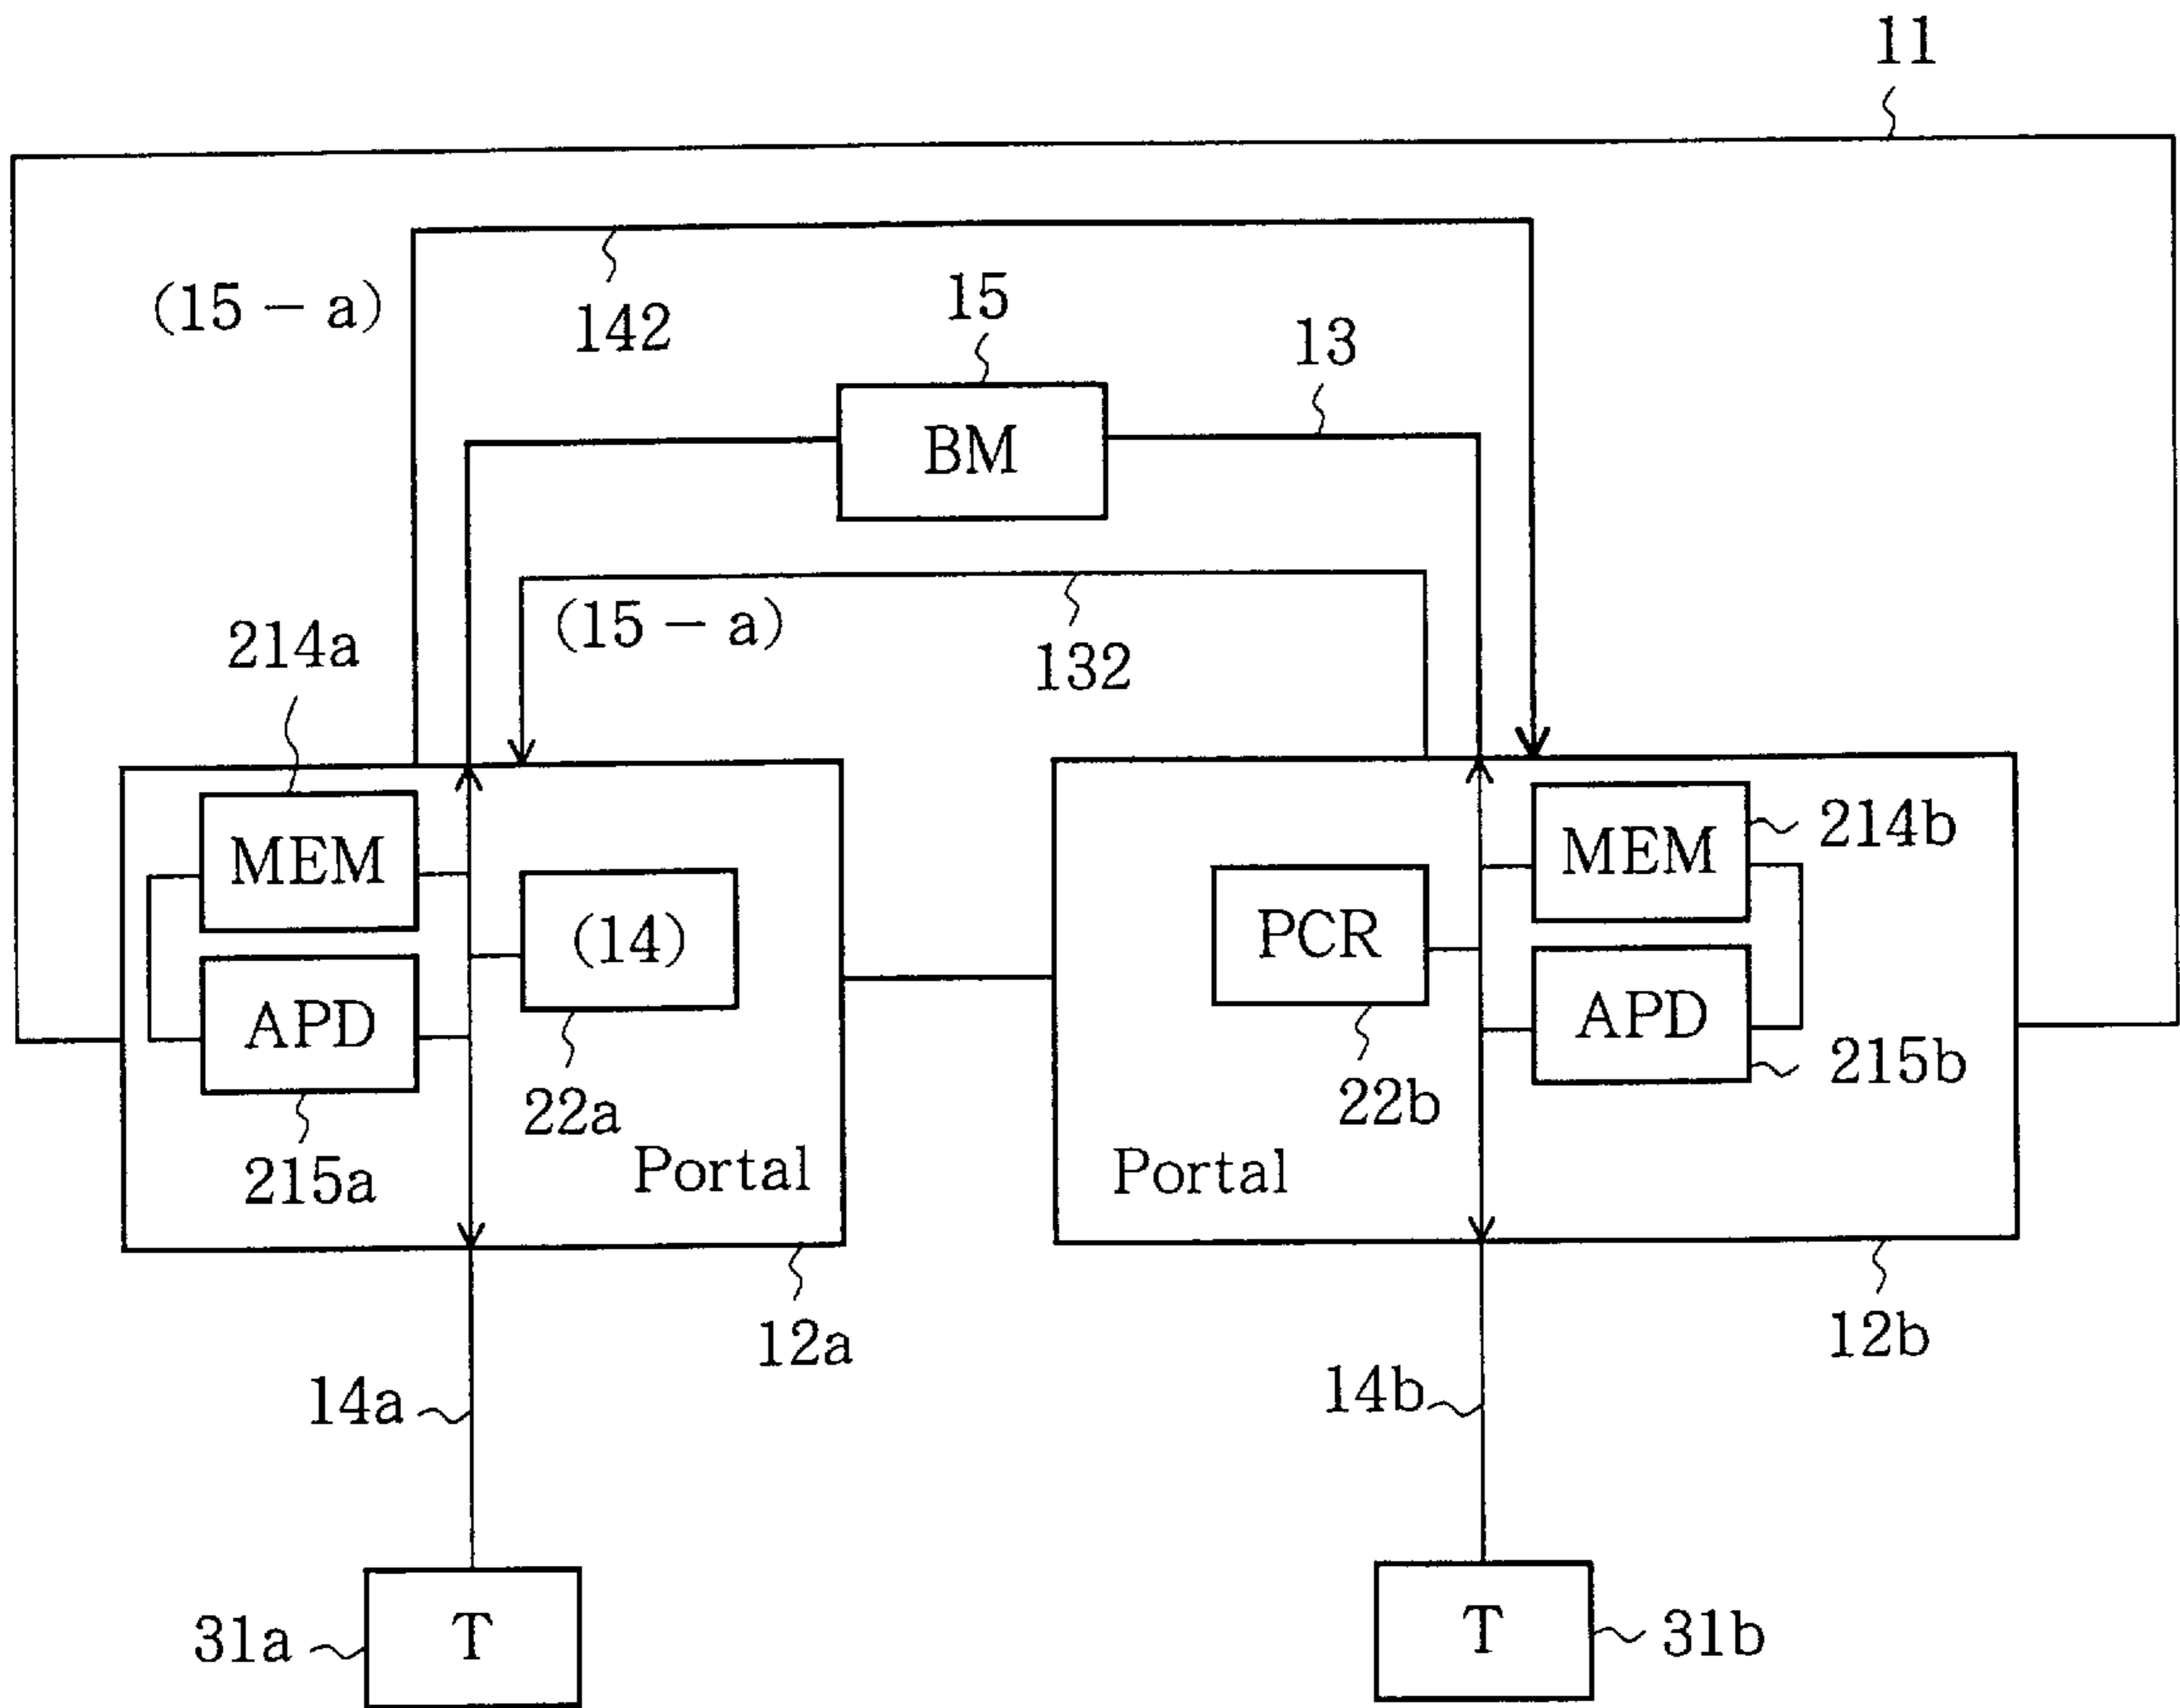 11
(15 - a)
142
15
13
BM
(15 - a)
132
214a
MEM
(14)
APD
22a
215a
Portal
12a
MEM
214b
PCR
APD
215b
22b
Portal
12b
14a
14b
31a
T
T
31b